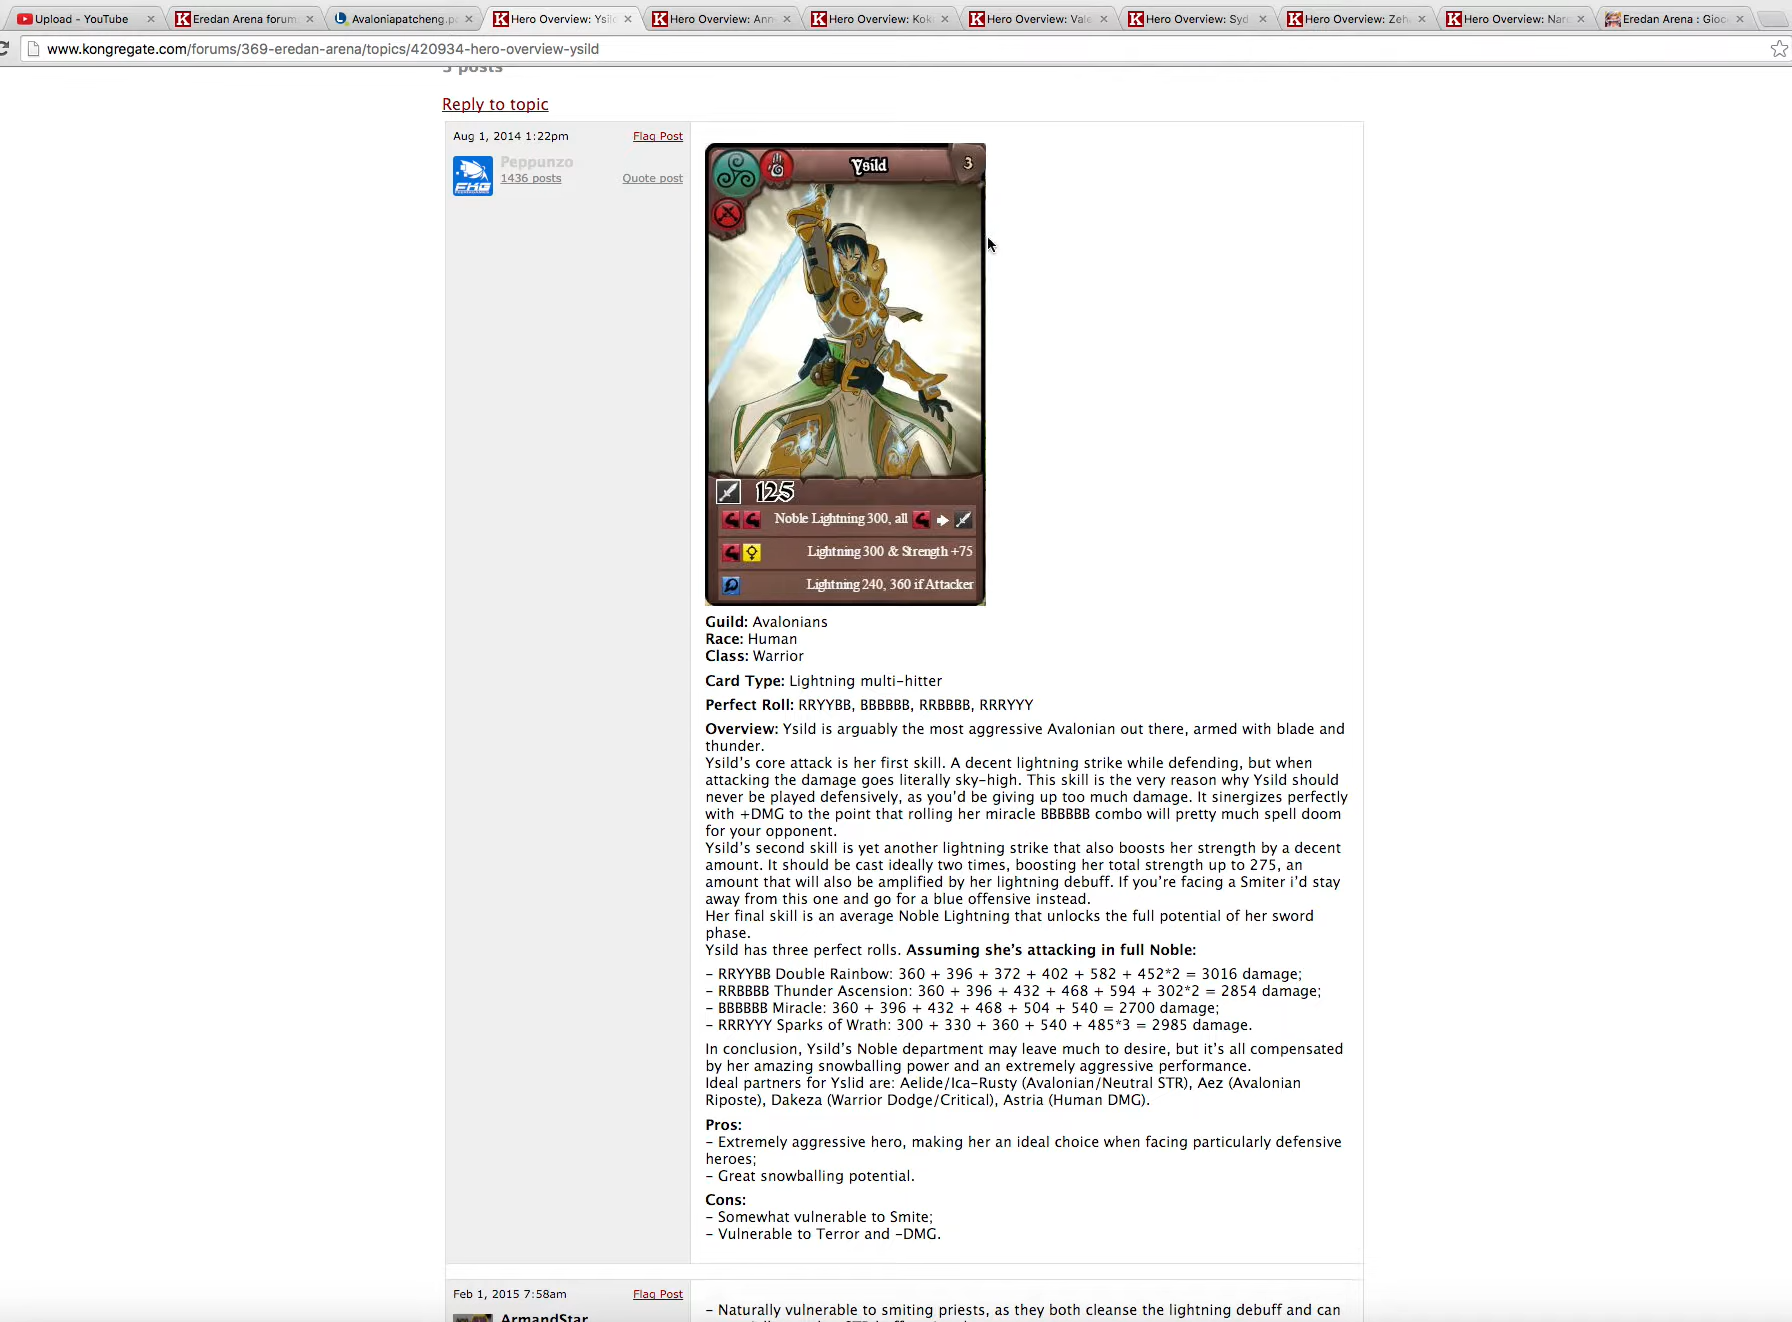 Upload - YouTube
Eredan Arena forum
Avaloniapatcheng.p
Hero Overview: Ysil
Hero Overview: Ann
Hero Overview: Kok
Hero Overview: Vale
Hero Overview: Syd
Hero Overview: Zeh
Hero Overview: Nar
Eredan Arena : Gioc
www.kongregate.com/forums/369-eredan-arena/topics/420934-hero-overview-ysild
3 posts
Reply to topic
Aug 1, 2014 1:22pm
Flag Post
Peppunzo
1436 posts
Quote post
FKG
Ysild
3
125
Noble Lightning 300, all
Lightning 300 & Strength +75
Lightning 240, 360 if Attacker
Guild: Avalonians
Race: Human
Class: Warrior
Card Type: Lightning multi-hitter
Perfect Roll: RRYYBB, BBBBBB, RRBBBB, RRRYYY
Overview: Ysild is arguably the most aggressive Avalonian out there, armed with blade and
thunder.
Ysild's core attack is her first skill. A decent lightning strike while defending, but when
attacking the damage goes literally sky-high. This skill is the very reason why Ysild should
never be played defensively, as you'd be giving up too much damage. It sinergizes perfectly
with +DMG to the point that rolling her miracle BBBBBB combo will pretty much spell doom
for your opponent.
Ysild's second skill is yet another lightning strike that also boosts her strength by a decent
amount. It should be cast ideally two times, boosting her total strength up to 275, an
amount that will also be amplified by her lightning debuff. If you're facing a Smiter i'd stay
away from this one and go for a blue offensive instead.
Her final skill is an average Noble Lightning that unlocks the full potential of her sword
phase.
Ysild has three perfect rolls. Assuming she's attacking in full Noble:
- RRYYBB Double Rainbow: 360 + 396 + 372 + 402 + 582 + 452*2 = 3016 damage;
- RRBBBB Thunder Ascension: 360 + 396 + 432 + 468 + 594 + 302*2 = 2854 damage;
- BBBBBB Miracle: 360 + 396 + 432 + 468 + 504 + 540 = 2700 damage;
- RRRYYY Sparks of Wrath: 300 + 330 + 360 + 540 + 485*3 = 2985 damage.
In conclusion, Ysild's Noble department may leave much to desire, but it's all compensated
by her amazing snowballing power and an extremely aggressive performance.
Ideal partners for Yslid are: Aelide/Ica-Rusty (Avalonian/Neutral STR), Aez (Avalonian
Riposte), Dakeza (Warrior Dodge/Critical), Astria (Human DMG).
Pros:
- Extremely aggressive hero, making her an ideal choice when facing particularly defensive
heroes;
- Great snowballing potential.
Cons:
- Somewhat vulnerable to Smite;
- Vulnerable to Terror and -DMG.
Feb 1, 2015 7:58am
Flag Post
ArmandStar
- Naturally vulnerable to smiting priests, as they both cleanse the lightning debuff and can